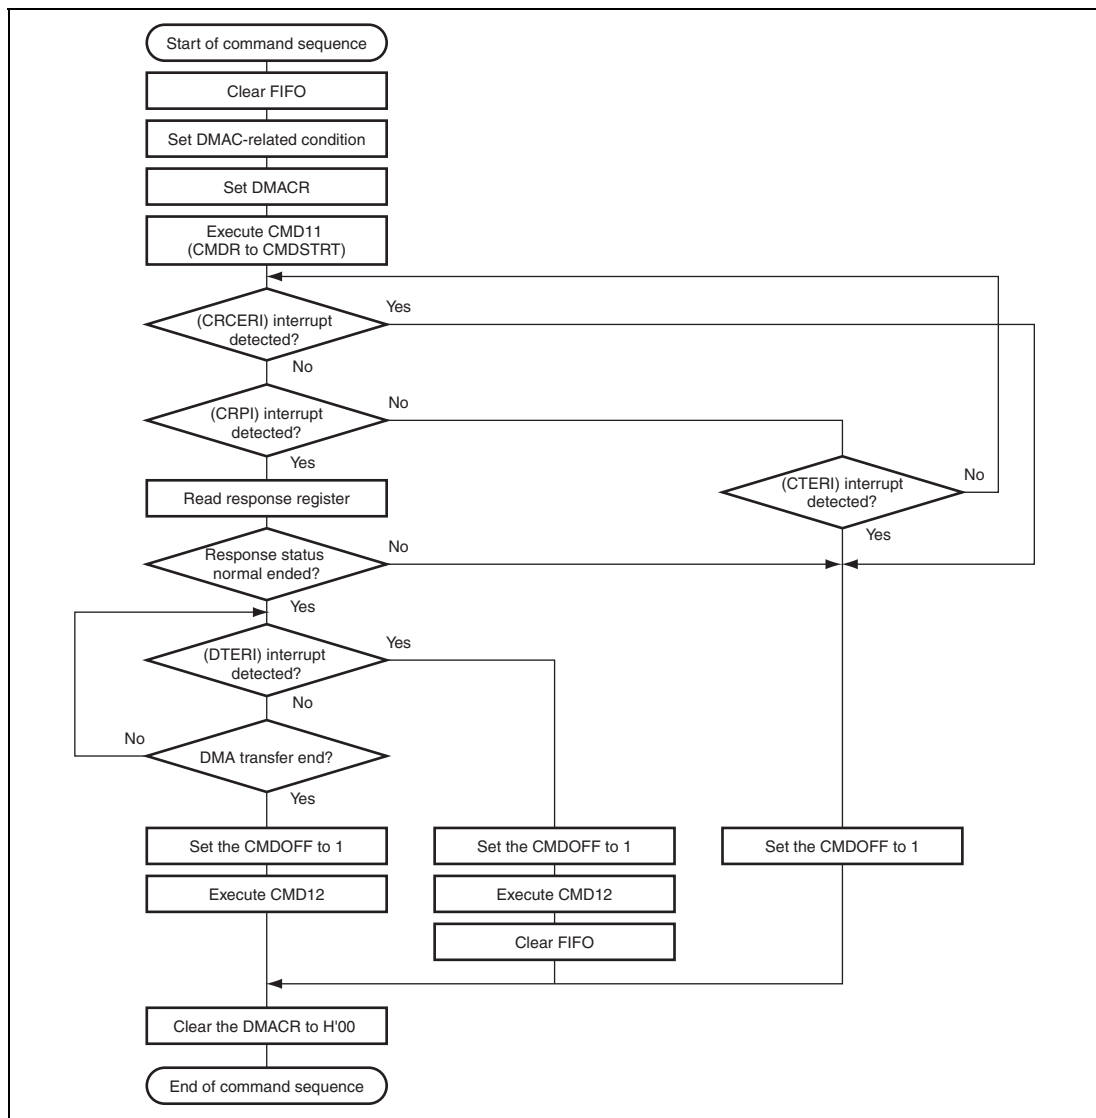 Start of command sequence
Clear FIFO
Set DMAC-related condition
Set DMACR
Execute CMD11
(CMDR to CMDSTRT)
(CRCERI) interrupt
detected?
Yes
No
(CRPI) interrupt
detected?
No
Yes
(CTERI) interrupt
detected?
No
Yes
Read response register
Response status
normal ended?
No
Yes
(DTERI) interrupt
detected?
Yes
No
DMA transfer end?
No
Yes
Set the CMDOFF to 1
Execute CMD12
Set the CMDOFF to 1
Execute CMD12
Clear FIFO
Set the CMDOFF to 1
Clear the DMACR to H'00
End of command sequence